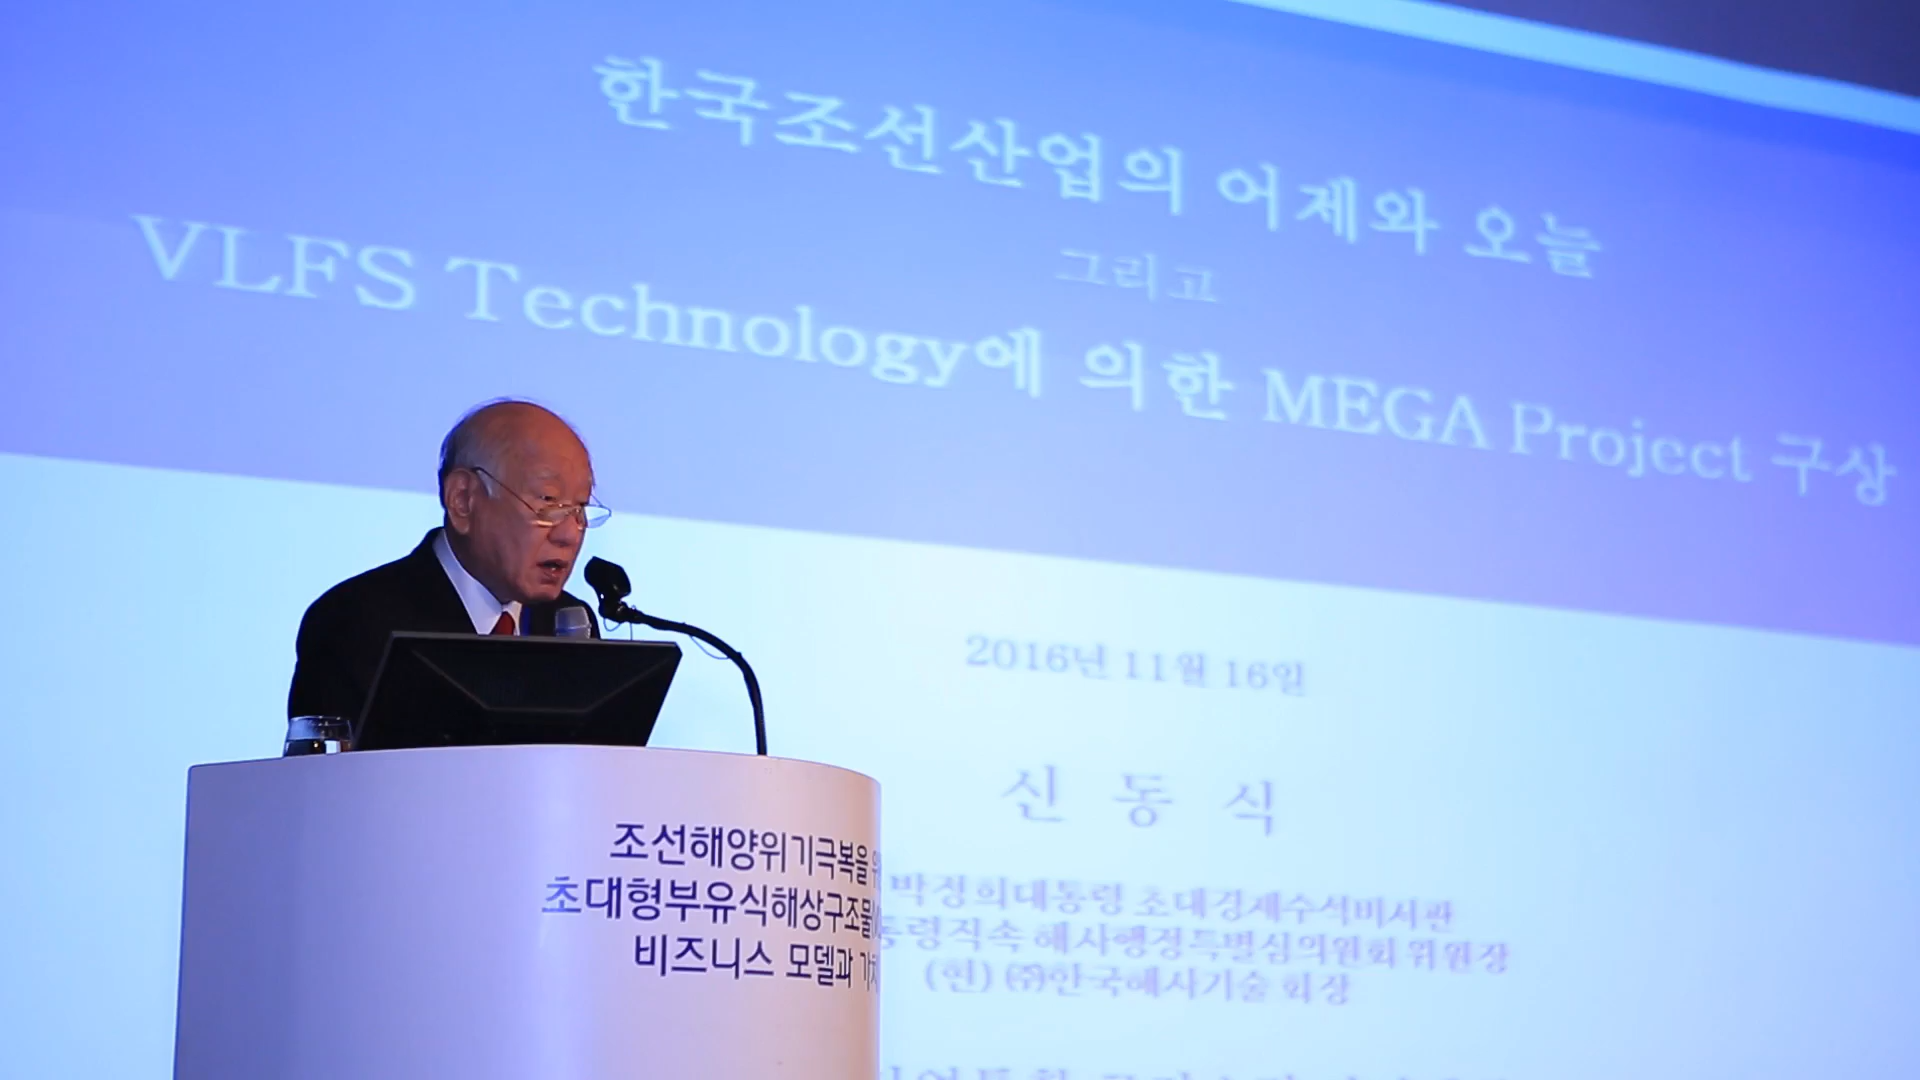 한국조선산업의 어제와 오늘
그리고
VLFS Technology에 의한 MEGA Project 구상
2016년 11월 16일
신 동 식
박정희대통령 초대경제수석비서관
통령직속 해사행정특별심의위원회 위원장
(현) ㈜한국해사기술 회장
조선해양위기극복을
초대형부유식해상구조물
비즈니스 모델과